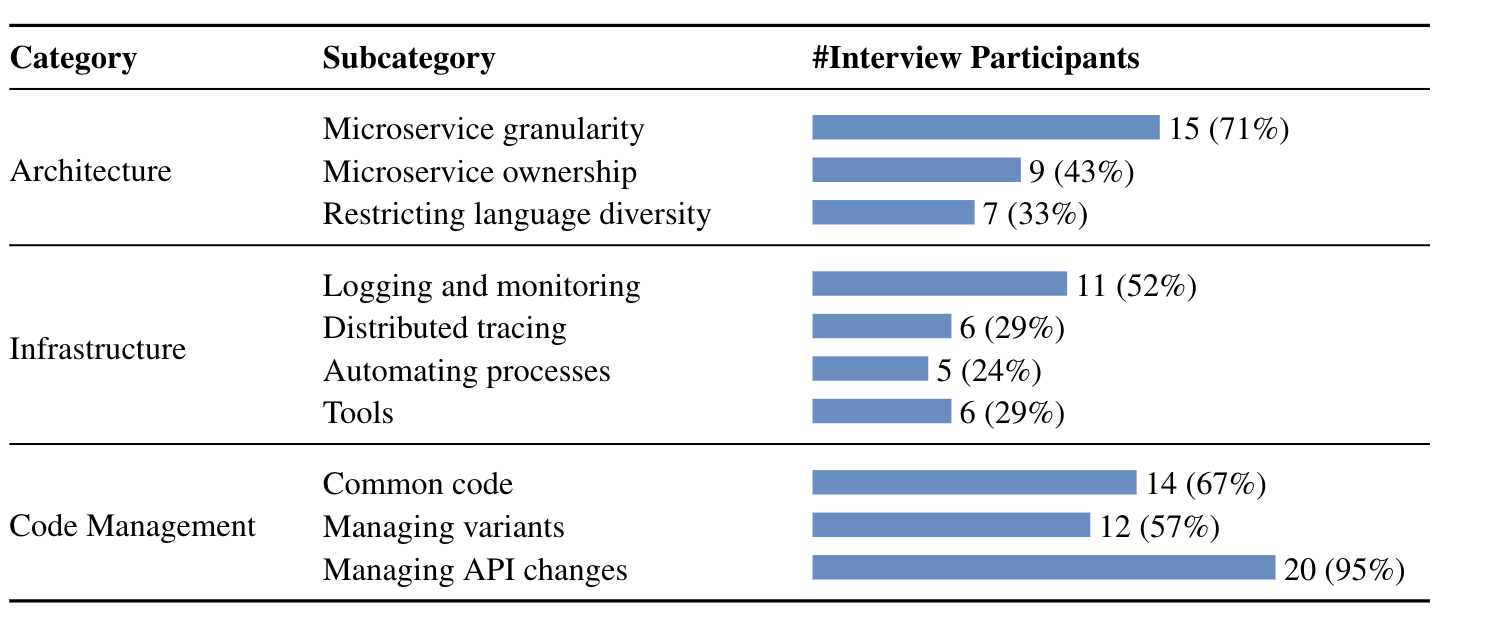 Category Subcategory #Interview Participants
Microservice granularity 15 (71%)
Architecture Microservice ownership 9 (43%)
Restricting language diversity 7 (33%)
Logging and monitoring 11 (52%)
Distributed tracing 6 (29%)
Infrastructure
Automating processes 5 (24%)
Tools 6 (29%)
Common code 14 (67%)
Code Management Managing variants 12 (57%)
Managing API changes 20 (95%)